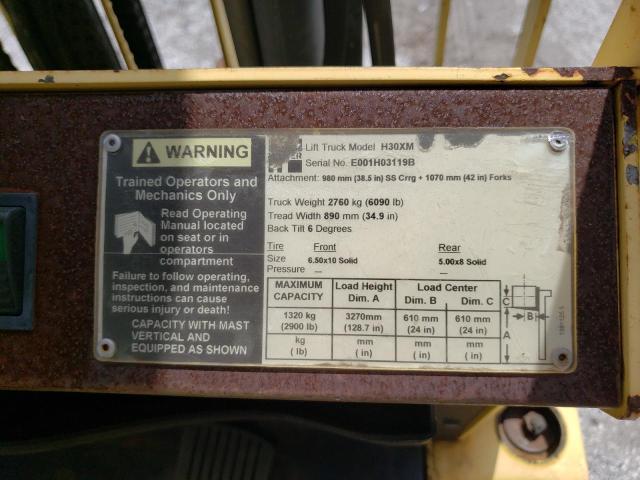 WARNING
Trained Operators and
Mechanics Only
Read Operating
Manual located
on seat or in
operators
compartment
Failure to follow operating,
inspection, and maintenance
instructions can cause
serious injury or death!
CAPACITY WITH MAST
VERTICAL AND
EQUIPPED AS SHOWN
Lift Truck Model H30XM
Serial No. E001H03119B
Attachment: 980 mm (38.5 in) SS Crrg + 1070 mm (42 in) Forks
Truck Weight 2760 kg (6090 lb)
Tread Width 890 mm (34.9 in)
Back Tilt 6 Degrees
Tire Front Rear
Size 6.50x10 Solid 5.00x8 Solid
Pressure — —
MAXIMUM CAPACITY Load Height Dim. A Load Center Dim. B Dim. C
1320 kg 3270mm 610 mm 610 mm
(2900 lb) (128.7 in) (24 in) (24 in)
kg mm mm mm
( lb) ( in) ( in) ( in)
C
B
A